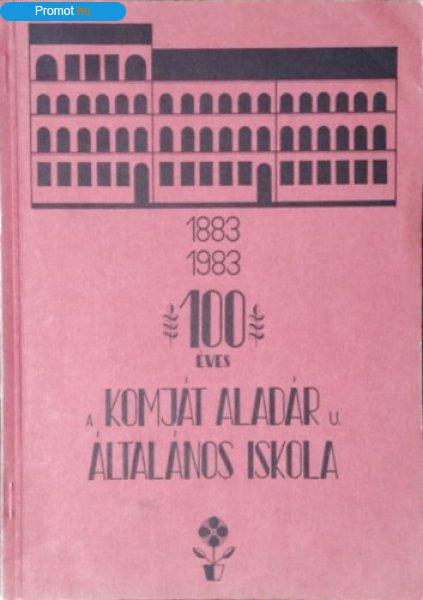 Promot.hu
1883
1983
100
ÉVES
A KOMJÁT ALADÁR U.
ÁLTALÁNOS ISKOLA